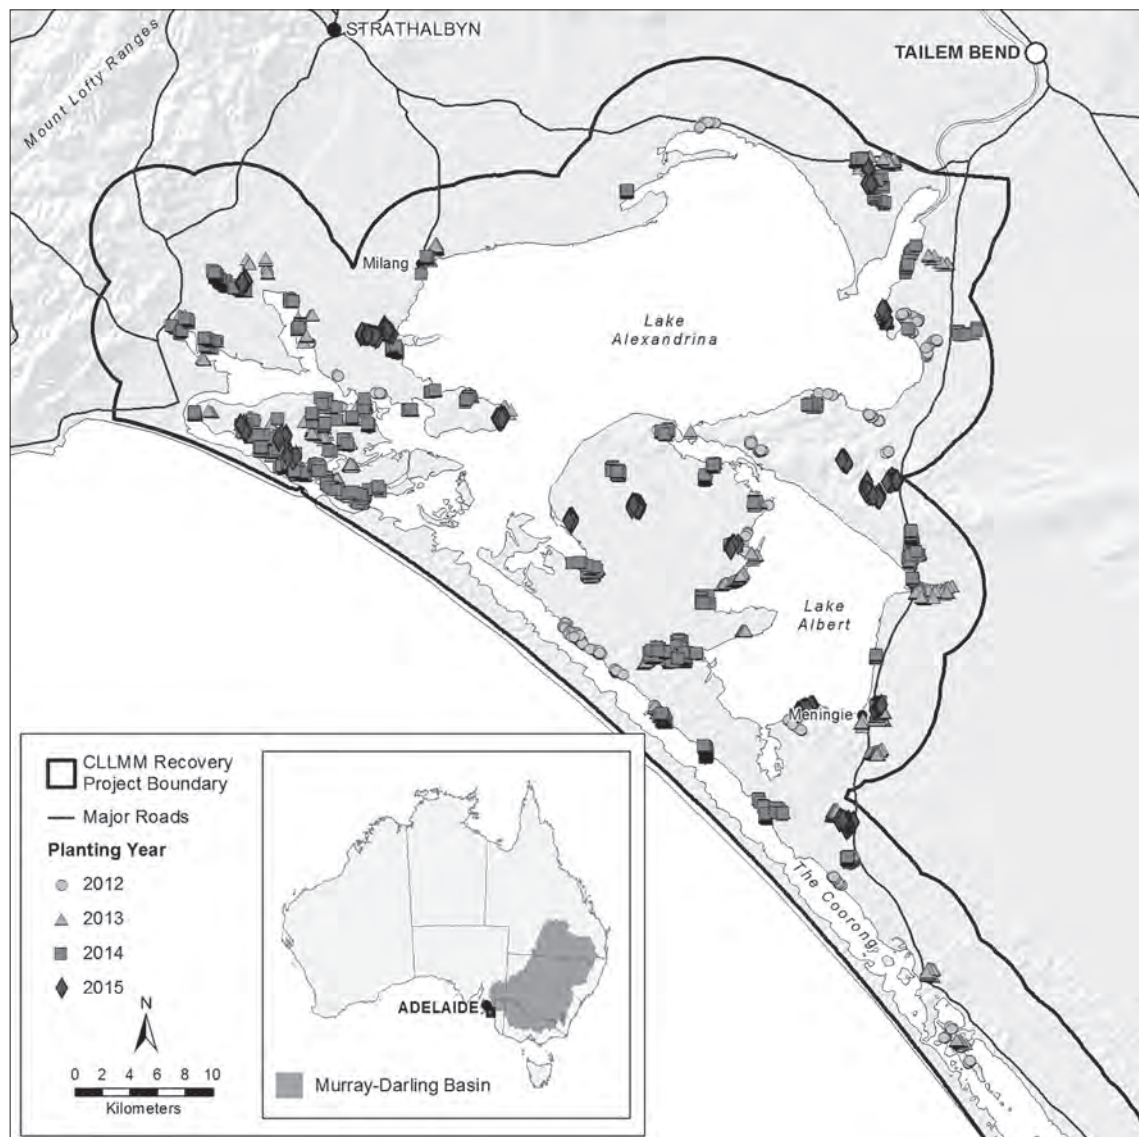 STRATHALBYN
TAILEM BEND
Mount Lofty Ranges
Milang
Lake
Alexandrina
Lake
Albert
Meningie
The Coorong
CLLMM Recovery
Project Boundary
Major Roads
Planting Year
2012
2013
2014
2015
N
0 2 4 6 8 10
Kilometers
ADELAIDE
Murray-Darling Basin